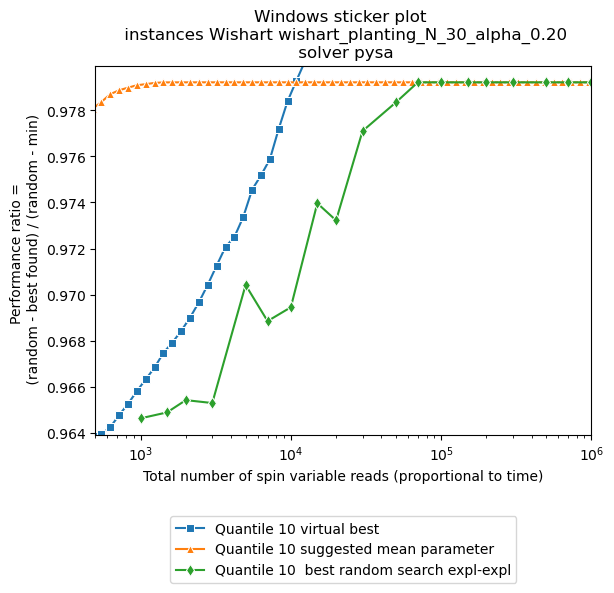 Windows sticker plot
instances Wishart wishart_planting_N_30_alpha_0.20
solver pysa
Performance ratio =
(random - best found) / (random - min)
0.978
0.976
0.974
0.972
0.970
0.968
0.966
0.964
10³
10⁴
10⁵
10⁶
Total number of spin variable reads (proportional to time)
Quantile 10 virtual best
Quantile 10 suggested mean parameter
Quantile 10  best random search expl-expl